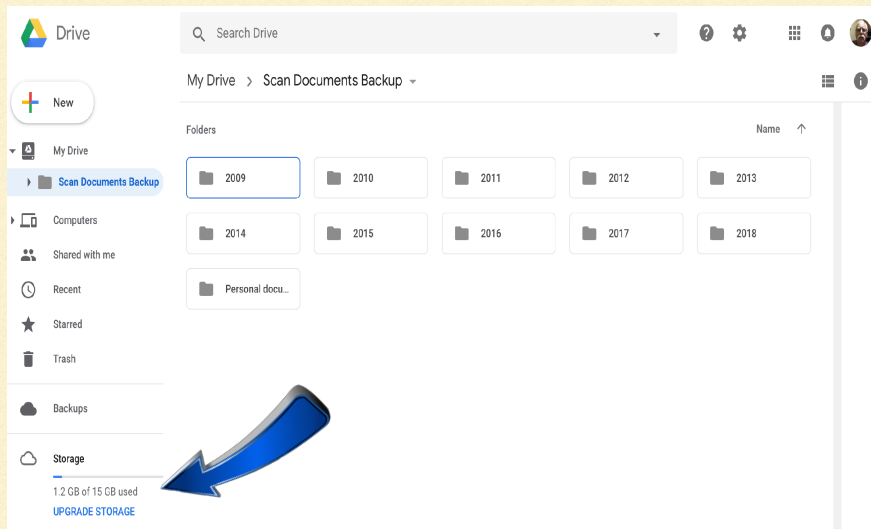 Drive
Search Drive
My Drive > Scan Documents Backup
New
Folders
Name
My Drive
Scan Documents Backup
2009 2010 2011 2012 2013
Computers
2014 2015 2016 2017 2018
Shared with me
Recent
Personal docu...
Starred
Trash
Backups
Storage
1.2 GB of 15 GB used
UPGRADE STORAGE